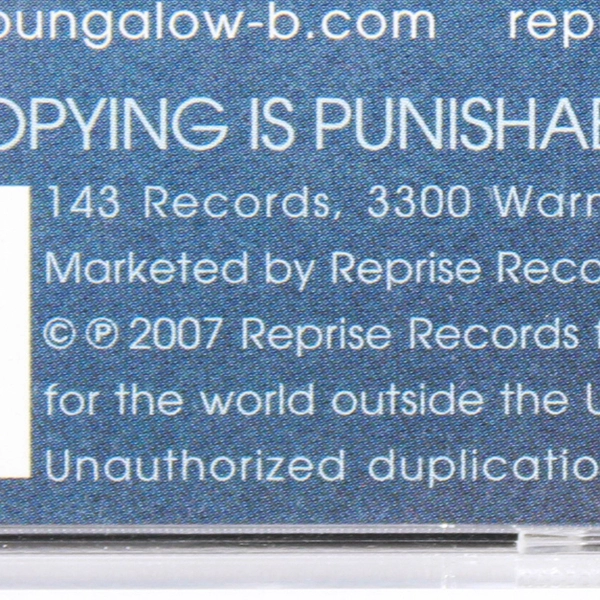 oungalow-b.com rep
OPYING IS PUNISHAB
143 Records, 3300 Warn
Marketed by Reprise Reco
©℗2007 Reprise Records f
for the world outside the U
Unauthorized duplicatio